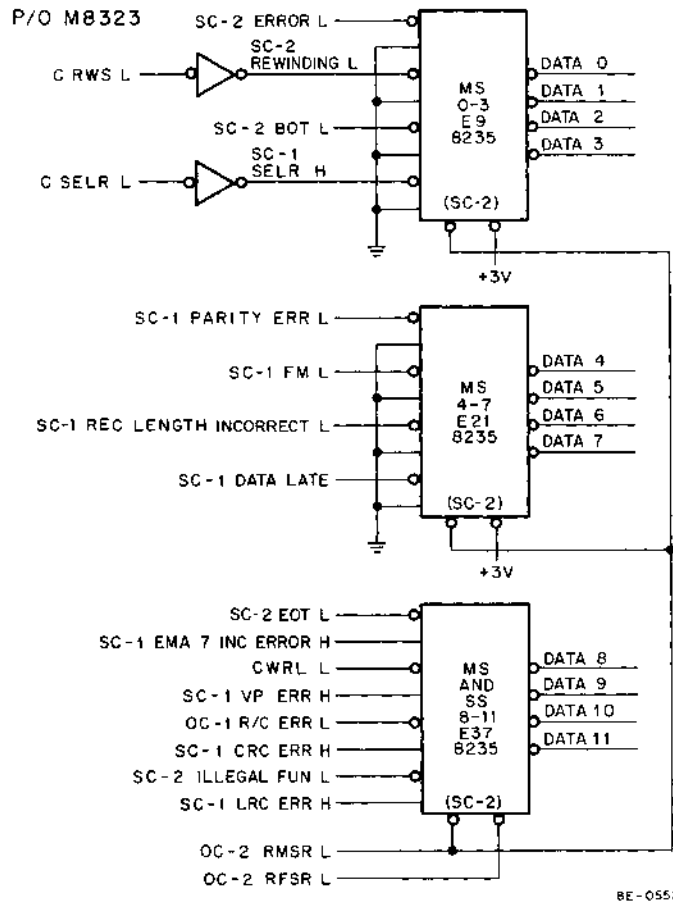 P/O M8323
SC-2 ERROR L
SC-2
REWINDING L
C RWS L
SC-2 BOT L
SC-1
SELR H
C SELR L
MS
0-3
E9
8235
(SC-2)
DATA 0
DATA 1
DATA 2
DATA 3
+3V
SC-1 PARITY ERR L
SC-1 FM L
SC-1 REC LENGTH INCORRECT L
SC-1 DATA LATE
MS
4-7
E21
8235
(SC-2)
DATA 4
DATA 5
DATA 6
DATA 7
+3V
SC-2 EOT L
SC-1 EMA 7 INC ERROR H
CWRL L
SC-1 VP ERR H
OC-1 R/C ERR L
SC-1 CRC ERR H
SC-2 ILLEGAL FUN L
SC-1 LRC ERR H
MS
AND
SS
8-11
E37
8235
(SC-2)
DATA 8
DATA 9
DATA 10
DATA 11
OC-2 RMSR L
OC-2 RFSR L